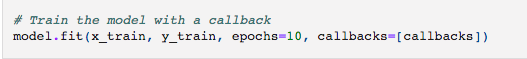 # Train the model with a callback
model.fit(x_train, y_train, epochs=10, callbacks=[callbacks])